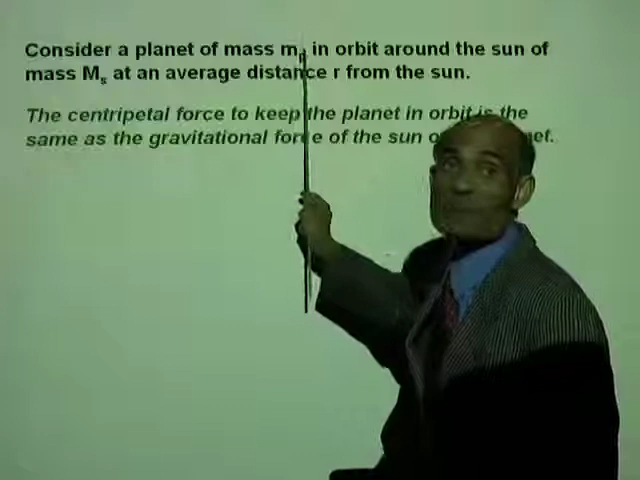 Consider a planet of mass mp in orbit around the sun of
mass Ms at an average distance r from the sun.
The centripetal force to keep the planet in orbit is the
same as the gravitational force of the sun